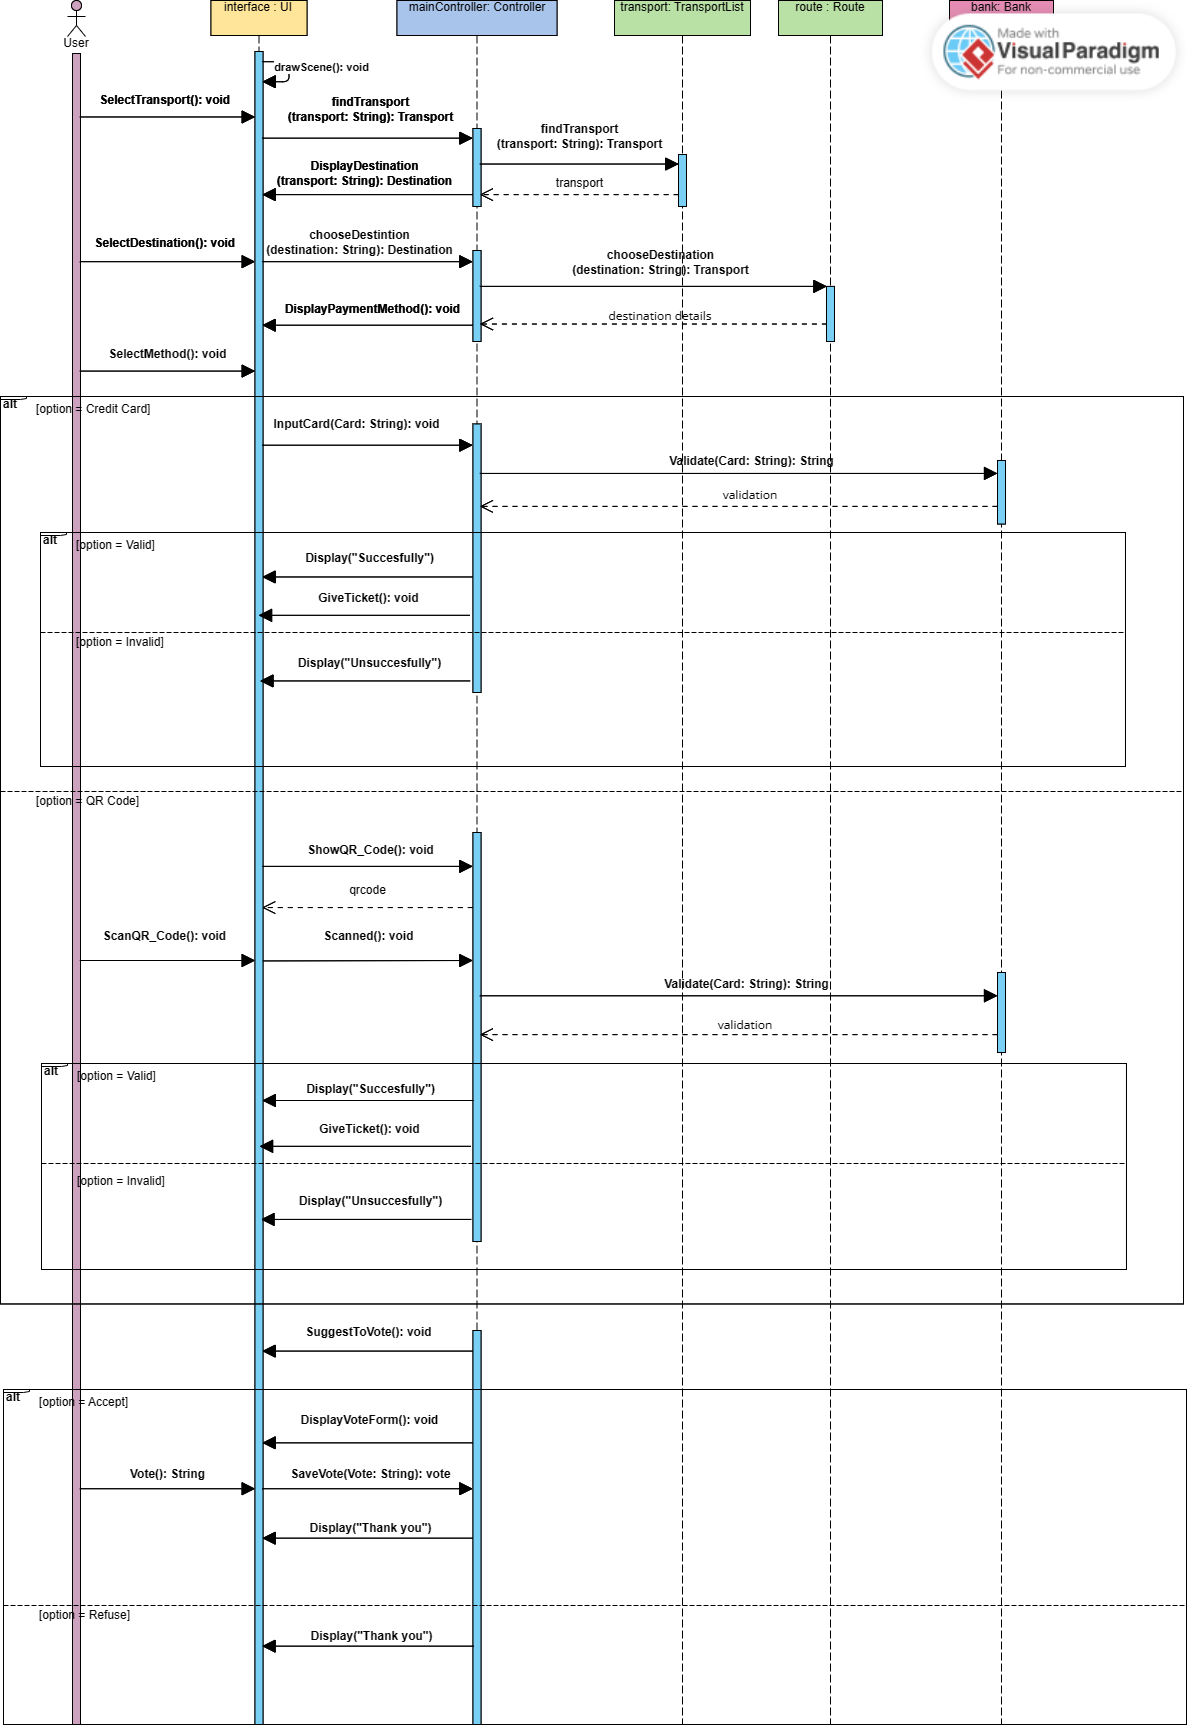 interface : UI
mainController: Controller
transport: TransportList
route : Route
bank: Bank
Made with
VisualParadigm
For non-commercial use
User
drawScene(): void
SelectTransport(): void
findTransport
(transport: String): Transport
findTransport
(transport: String): Transport
DisplayDestination
(transport: String): Destination
transport
SelectDestination(): void
chooseDestintion
(destination: String): Destination
chooseDestination
(destination: String): Transport
DisplayPaymentMethod(): void
destination details
SelectMethod(): void
alt
[option = Credit Card]
InputCard(Card: String): void
Validate(Card: String): String
validation
alt
[option = Valid]
Display("Succesfully")
GiveTicket(): void
[option = Invalid]
Display("Unsuccesfully")
[option = QR Code]
ShowQR_Code(): void
qrcode
ScanQR_Code(): void
Scanned(): void
Validate(Card: String): String
validation
alt
[option = Valid]
Display("Succesfully")
GiveTicket(): void
[option = Invalid]
Display("Unsuccesfully")
SuggestToVote(): void
alt
[option = Accept]
DisplayVoteForm(): void
Vote(): String
SaveVote(Vote: String): vote
Display("Thank you")
[option = Refuse]
Display("Thank you")